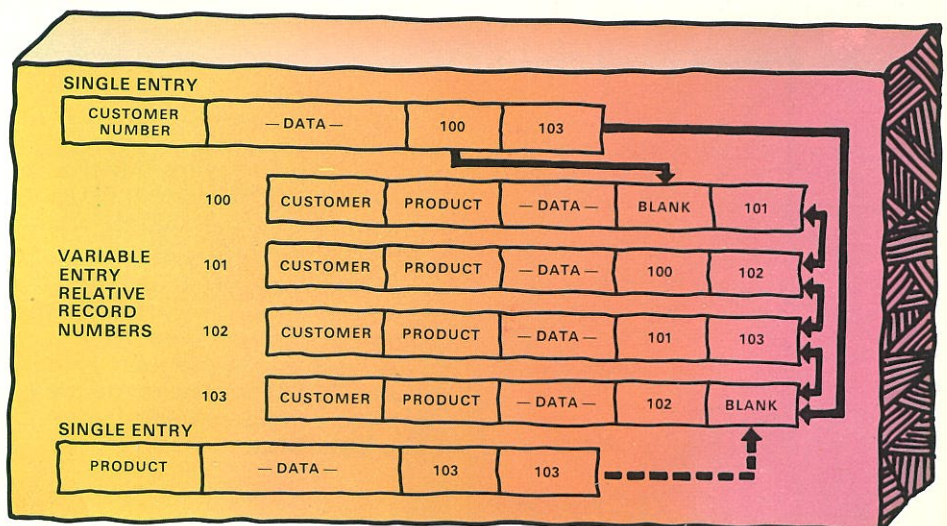 SINGLE ENTRY
CUSTOMER
NUMBER
— DATA —
100
103
100
CUSTOMER
PRODUCT
— DATA —
BLANK
101
VARIABLE
ENTRY
RELATIVE
RECORD
NUMBERS
101
CUSTOMER
PRODUCT
— DATA —
100
102
102
CUSTOMER
PRODUCT
— DATA —
101
103
103
CUSTOMER
PRODUCT
— DATA —
102
BLANK
SINGLE ENTRY
PRODUCT
— DATA —
103
103